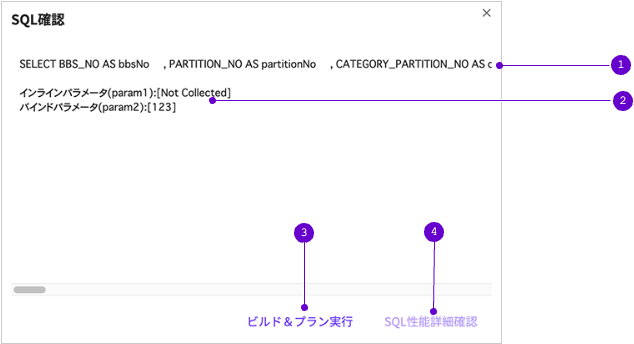 SQL確認
×
SELECT BBS_NO AS bbsNo , PARTITION_NO AS partitionNo , CATEGORY_PARTITION_NO AS c
1
インラインパラメータ(param1):[Not Collected]
2
バインドパラメータ(param2):[123]
3
4
ビルド＆プラン実行
SQL性能詳細確認